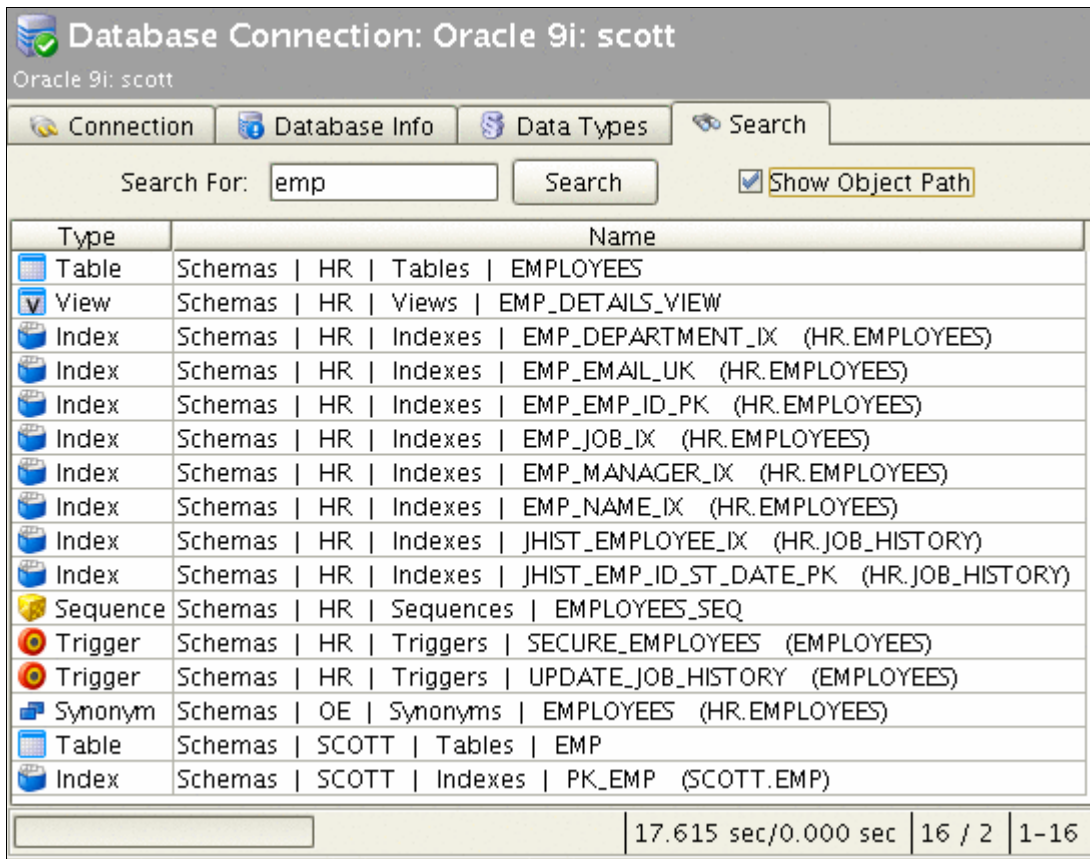 Database Connection: Oracle 9i: scott
Oracle 9i: scott
Connection Database Info Data Types Search
Search For: emp Search Show Object Path
Type Name
Table Schemas | HR | Tables | EMPLOYEES
V View Schemas | HR | Views | EMP_DETAILS_VIEW
Index Schemas | HR | Indexes | EMP_DEPARTMENT_IX (HR.EMPLOYEES)
Index Schemas | HR | Indexes | EMP_EMAIL_UK (HR.EMPLOYEES)
Index Schemas | HR | Indexes | EMP_EMP_ID_PK (HR.EMPLOYEES)
Index Schemas | HR | Indexes | EMP_JOB_IX (HR.EMPLOYEES)
Index Schemas | HR | Indexes | EMP_MANAGER_IX (HR.EMPLOYEES)
Index Schemas | HR | Indexes | EMP_NAME_IX (HR.EMPLOYEES)
Index Schemas | HR | Indexes | JHIST_EMPLOYEE_IX (HR.JOB_HISTORY)
Index Schemas | HR | Indexes | JHIST_EMP_ID_ST_DATE_PK (HR.JOB_HISTORY)
Sequence Schemas | HR | Sequences | EMPLOYEES_SEQ
Trigger Schemas | HR | Triggers | SECURE_EMPLOYEES (EMPLOYEES)
Trigger Schemas | HR | Triggers | UPDATE_JOB_HISTORY (EMPLOYEES)
Synonym Schemas | OE | Synonyms | EMPLOYEES (HR.EMPLOYEES)
Table Schemas | SCOTT | Tables | EMP
Index Schemas | SCOTT | Indexes | PK_EMP (SCOTT.EMP)
17.615 sec/0.000 sec 16 / 2 1-16